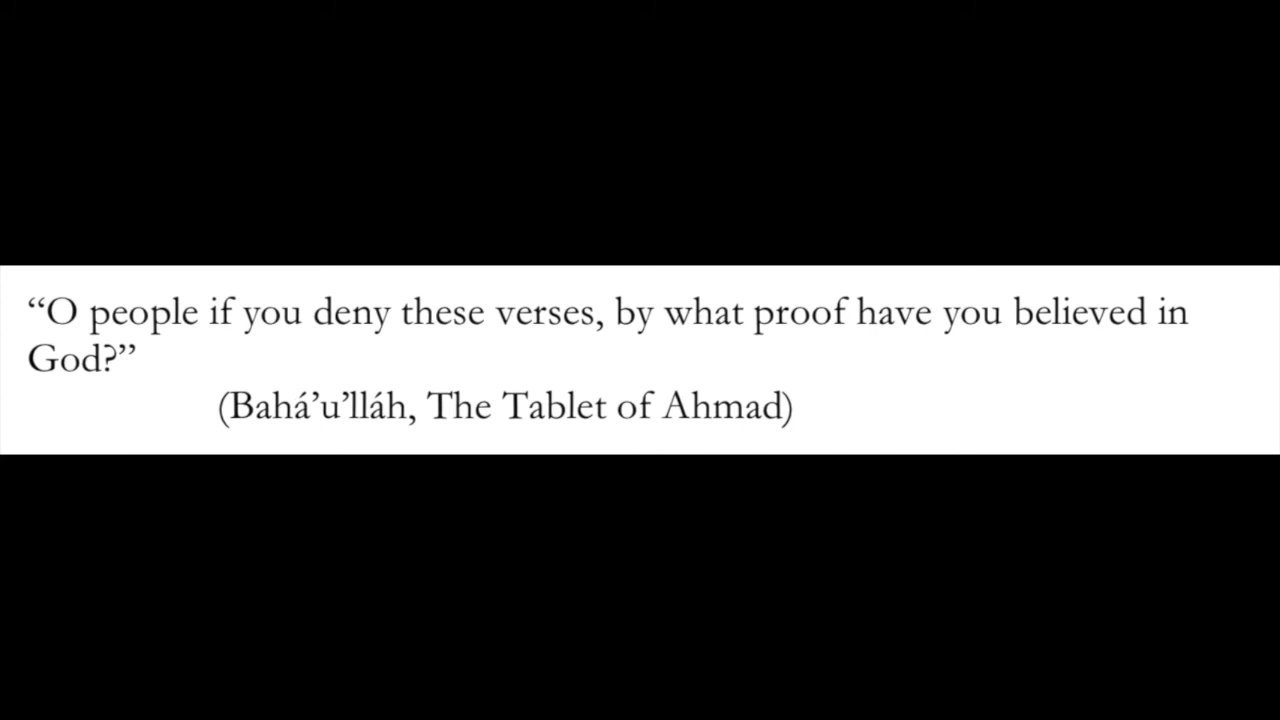 “O people if you deny these verses, by what proof have you believed in
God?”
(Bahá’u’lláh, The Tablet of Ahmad)